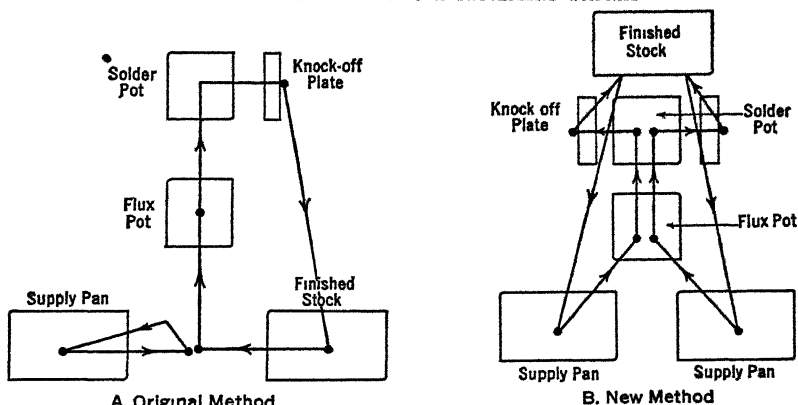 Solder
Pot
Knock-off
Plate
Flux
Pot
Supply Pan
Finished
Stock
A. Original Method
Finished
Stock
Knock off
Plate
Solder
Pot
Flux Pot
Supply Pan
Supply Pan
B. New Method